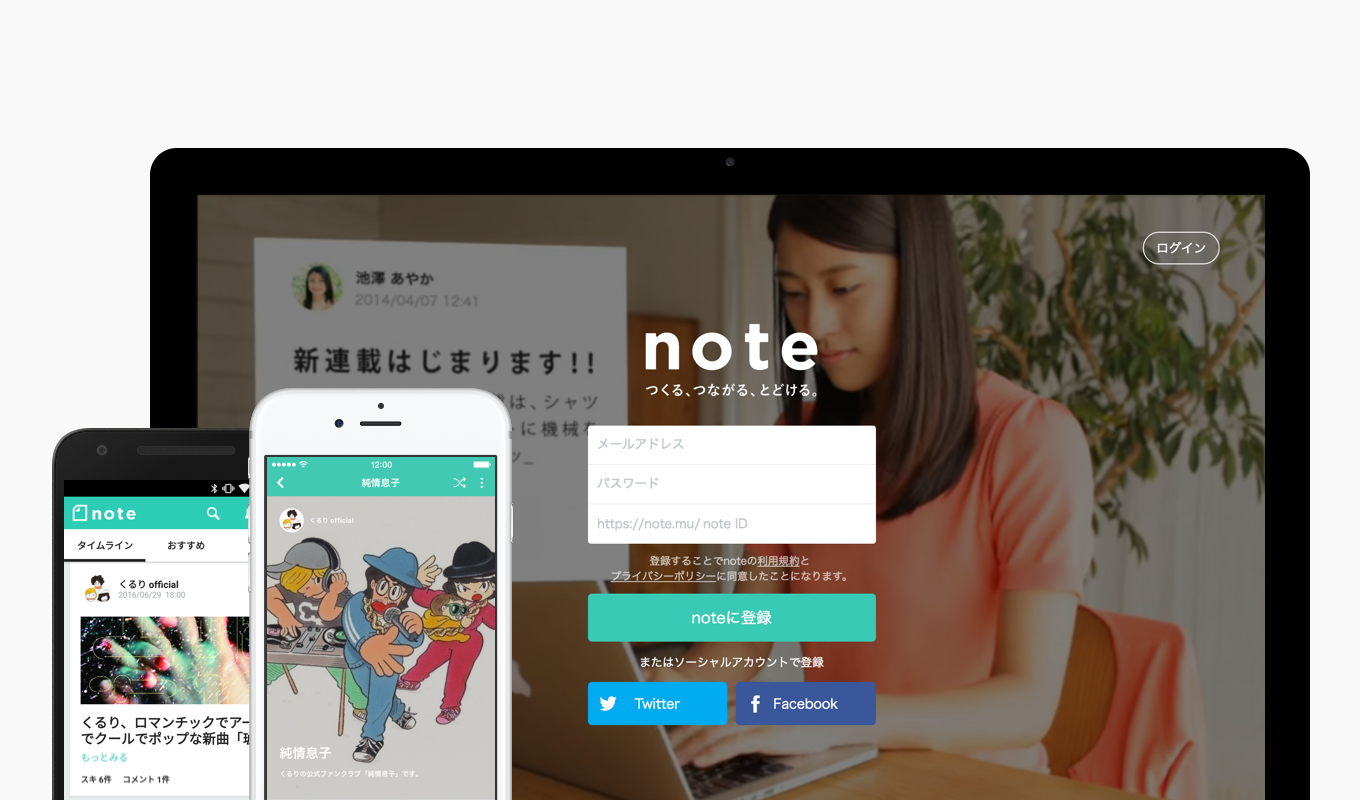 ログイン
池澤 あやか
2014/04/07 12:41
新連載はじまります!!
は、シャツ
に機械を
ツ_
note
つくる、つながる、とどける。
メールアドレス
パスワード
https://note.mu/ note ID
登録することでnoteの利用規約と
プライバシーポリシーに同意したことになります。
noteに登録
またはソーシャルアカウントで登録
Twitter
Facebook
12:00
純情息子
くるり official
純情息子
くるりの公式ファンクラブ「純情息子」です。
note
タイムライン
おすすめ
くるり official
2016/06/29 18:00
くるり、ロマンチックでアー
でクールでポップな新曲「
もっとみる
スキ 6件 コメント 1件